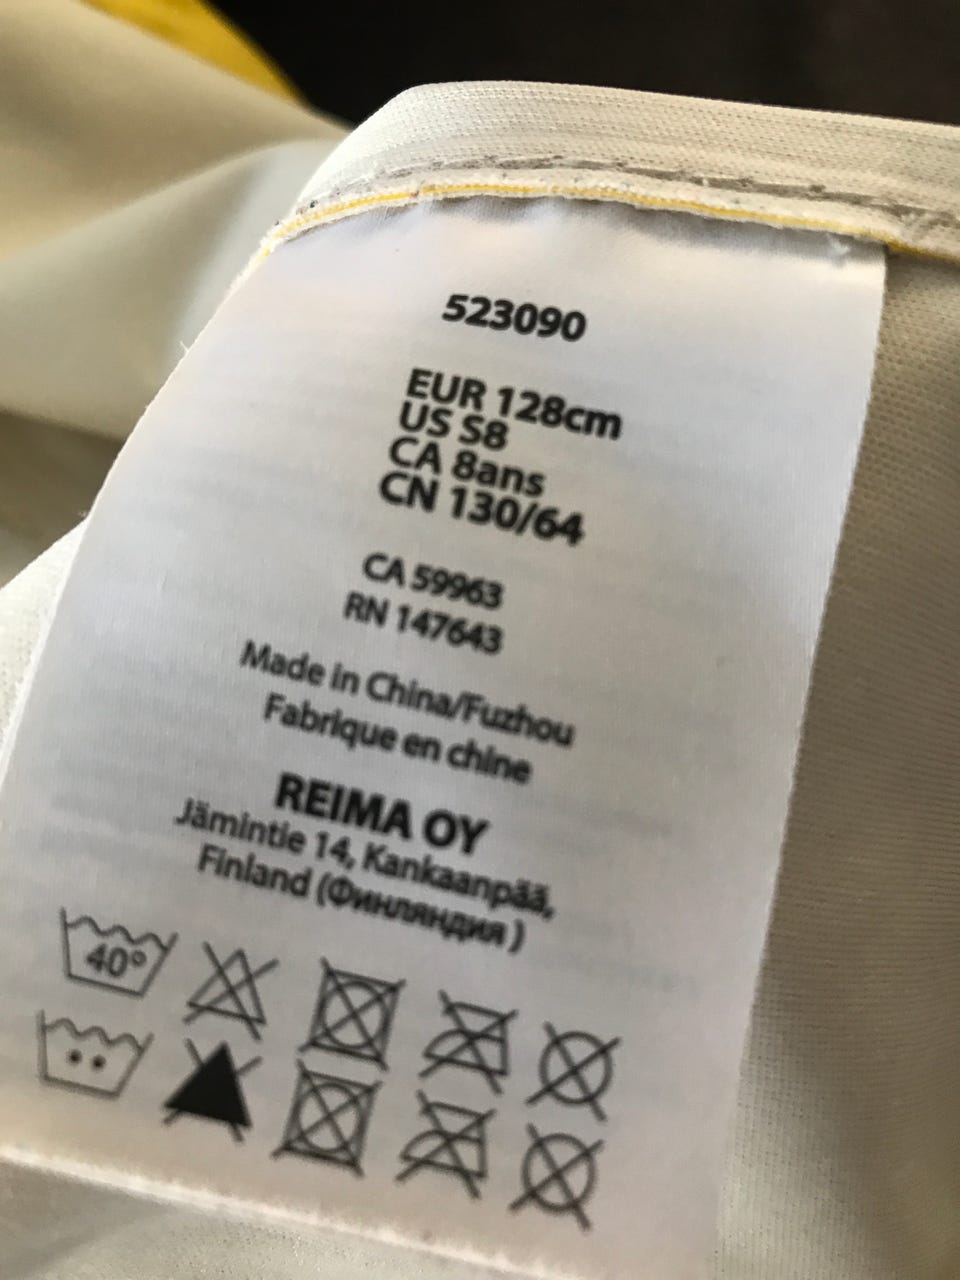 523090
EUR 128cm
US S8
CA 8ans
CN 130/64
CA 59963
RN 147643
Made in China/Fuzhou
Fabrique en chine
REIMA OY
Jämintie 14, Kankaanpää,
Finland (Финляндия )
40°